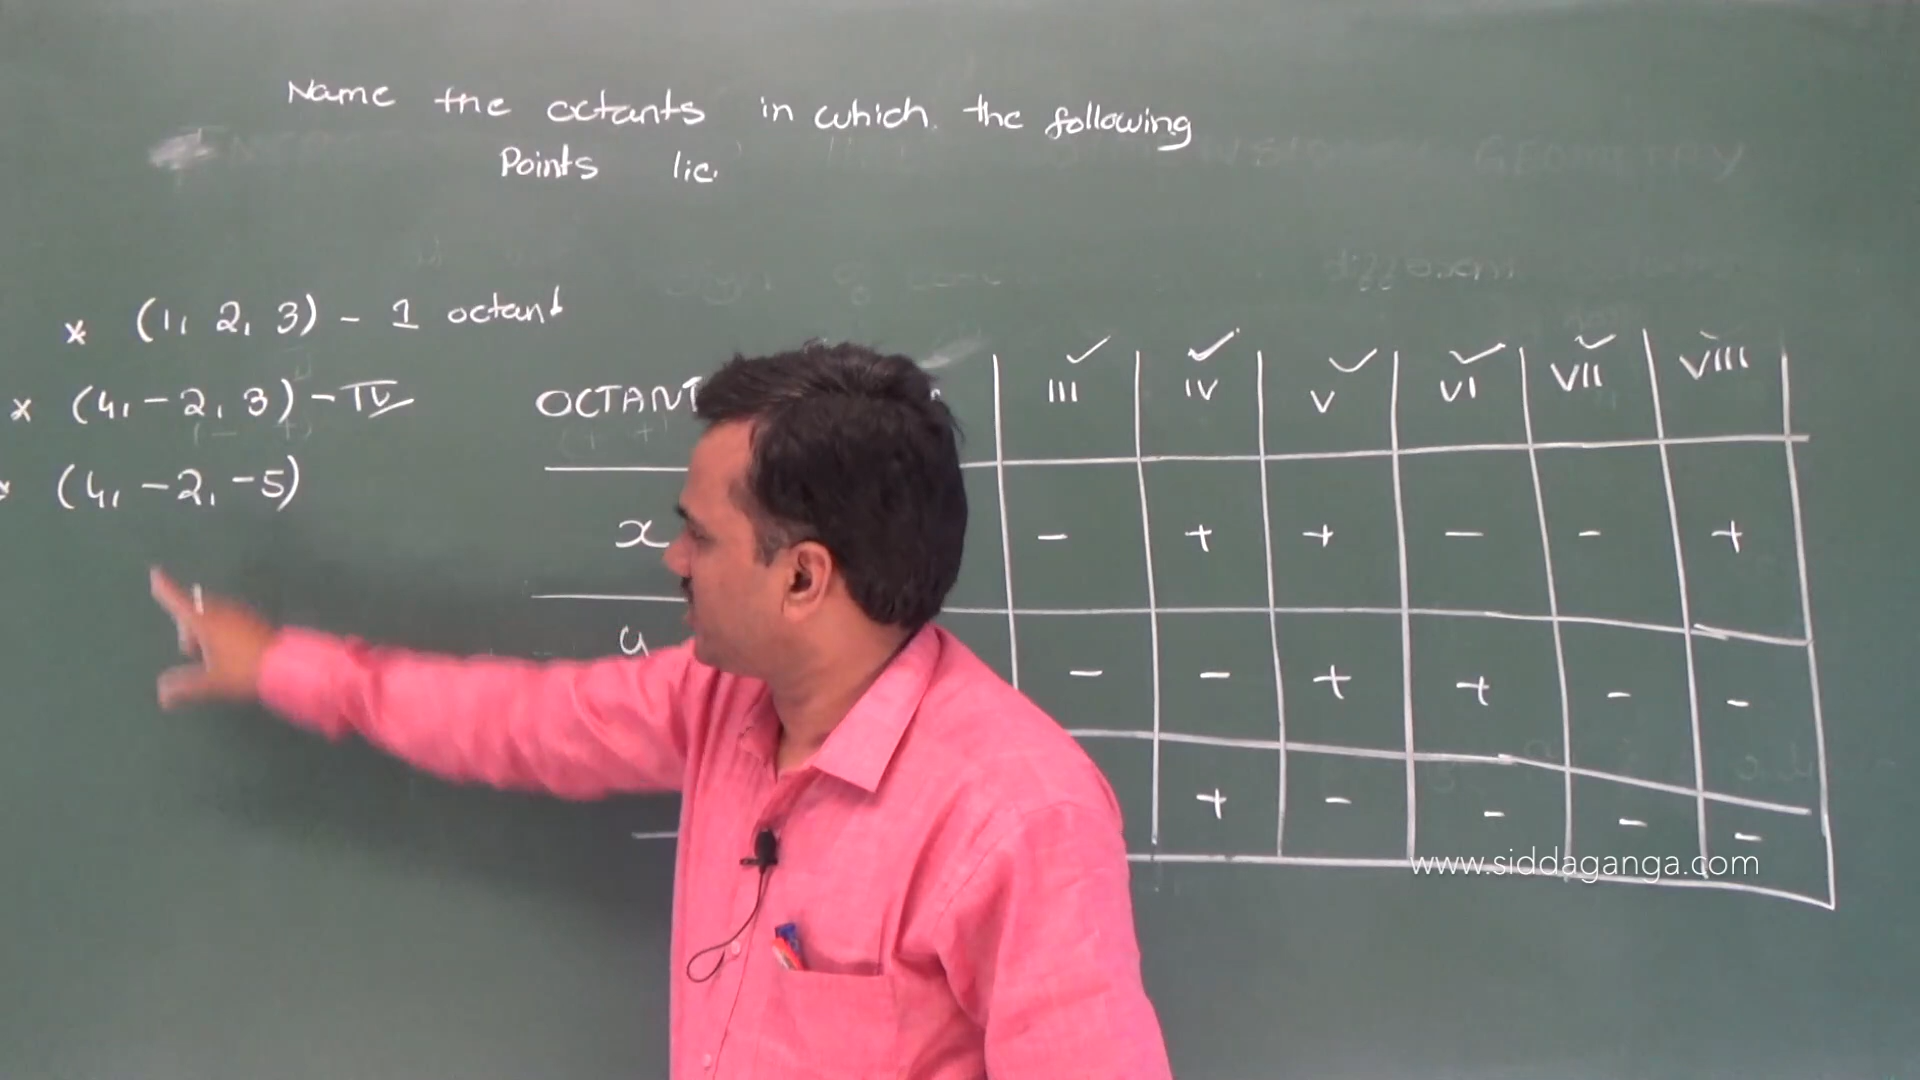 Name the octants in which the following
Points lie.
* (1, 2, 3) - 1 octant
* (4, -2, 3) - IV
* (4, -2, -5)
OCTANT III IV V VI VII VIII
x - + + - - +
y - - + + - -
+ - - - -
www.siddaganga.com